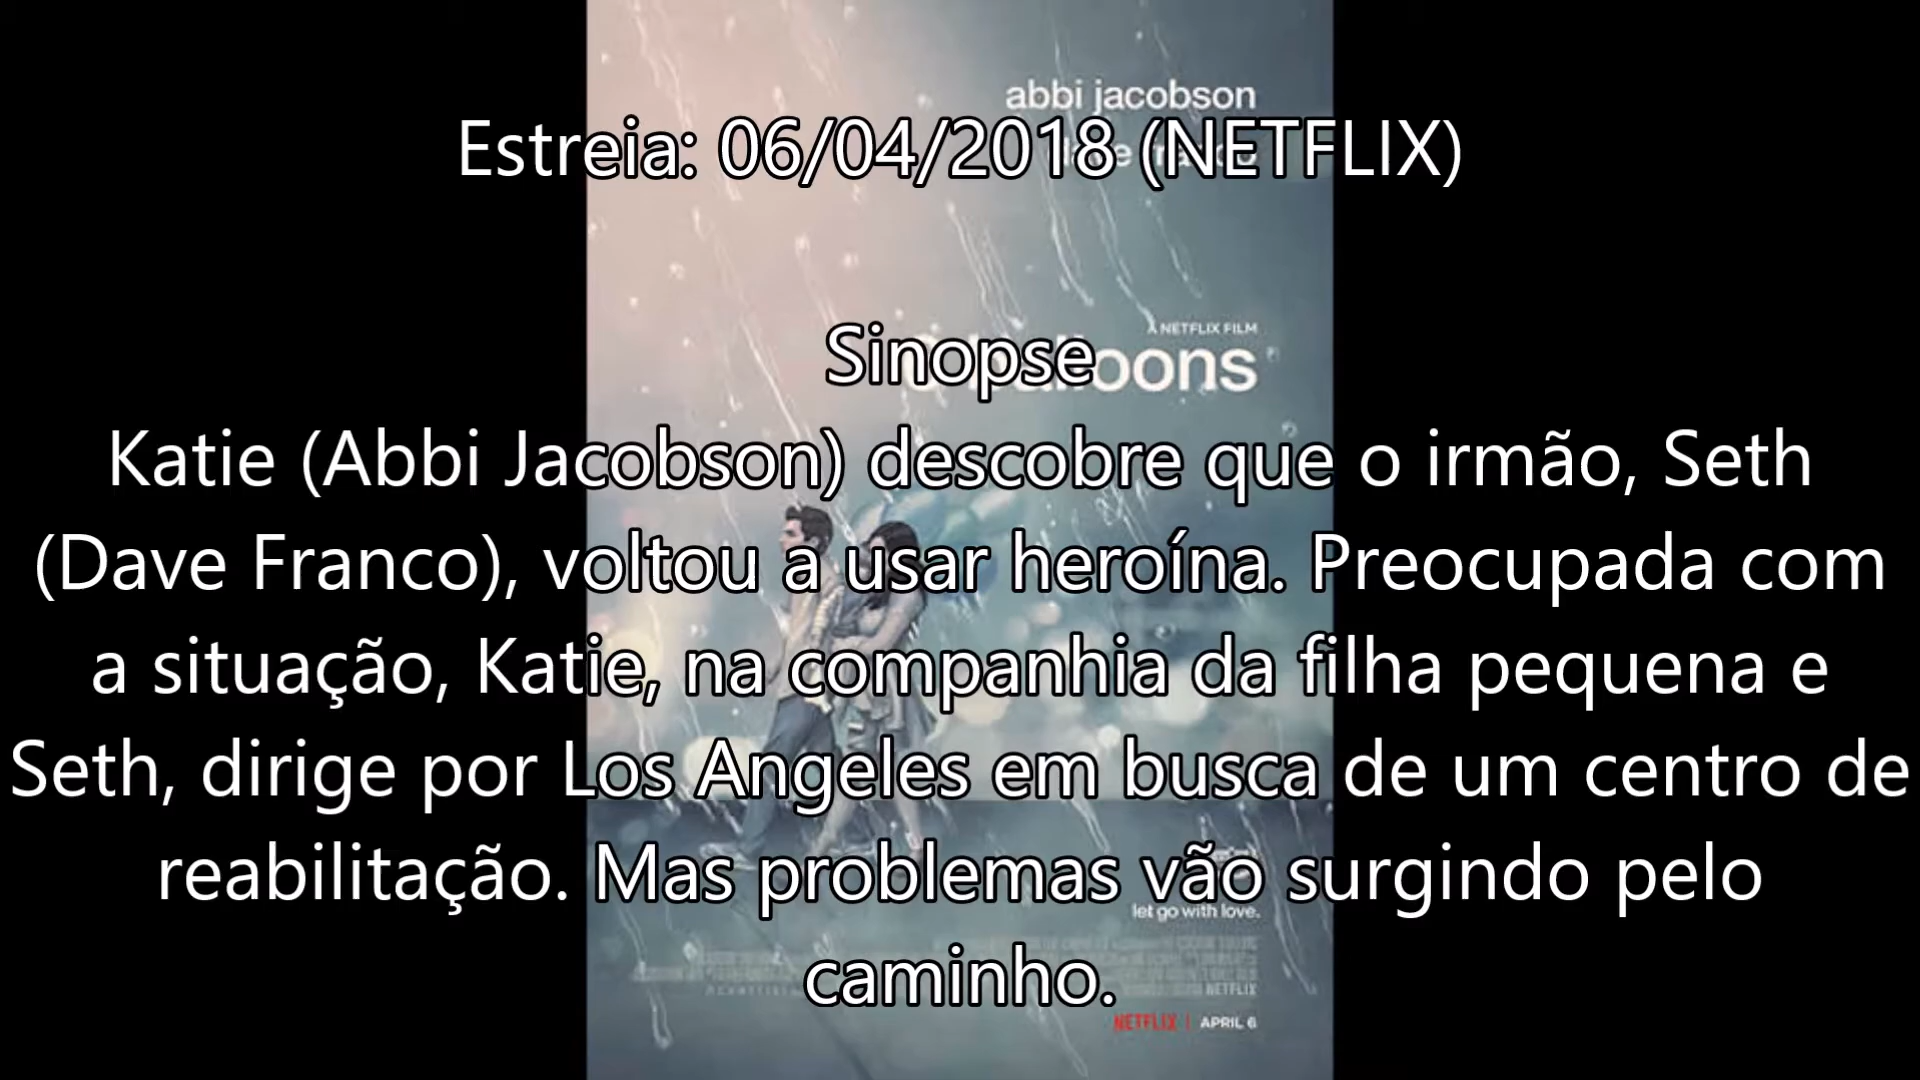 abbi jacobson
Estreia: 06/04/2018 (NETFLIX)
A NETFLIX FILM
Sinopse
Katie (Abbi Jacobson) descobre que o irmão, Seth
(Dave Franco), voltou a usar heroína. Preocupada com
a situação, Katie, na companhia da filha pequena e
Seth, dirige por Los Angeles em busca de um centro de
reabilitação. Mas problemas vão surgindo pelo
let go with love.
caminho.
NETFLIX
NETFLIX | APRIL 6